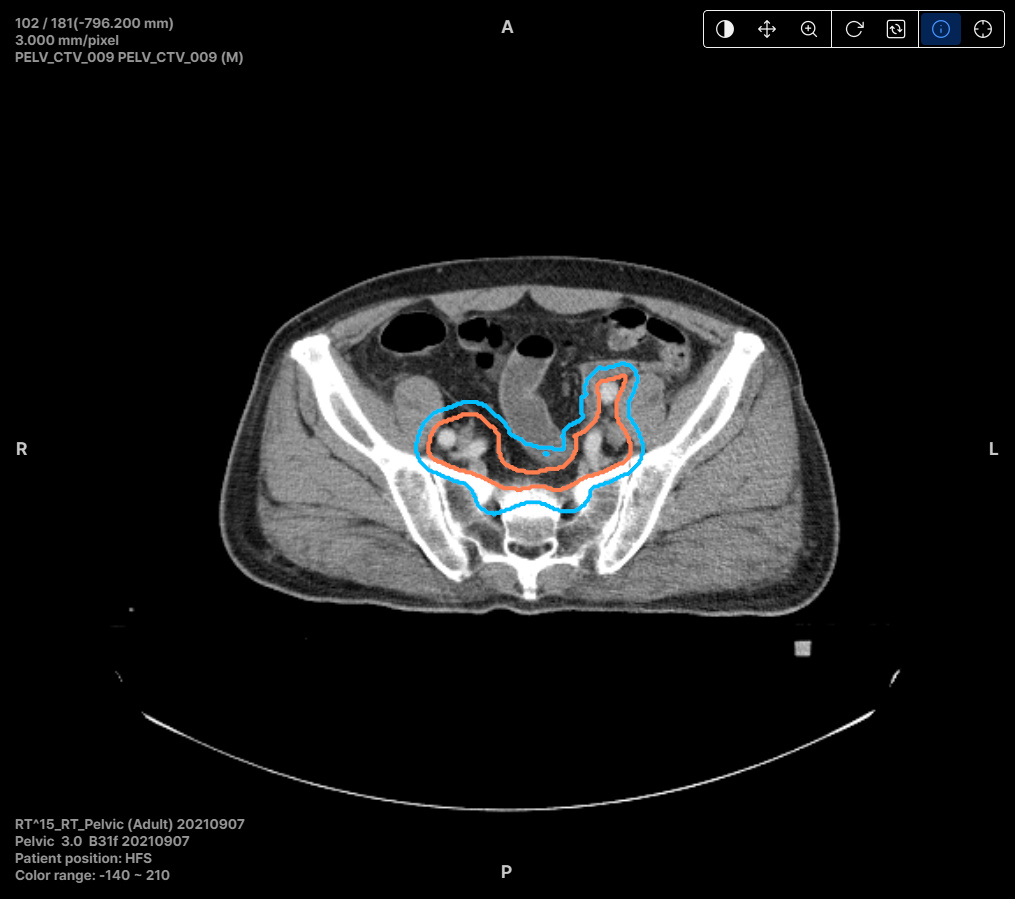 102 / 181(-796.200 mm)
3.000 mm/pixel
PELV_CTV_009 PELV_CTV_009 (M)
A
R
L
RT^15_RT_Pelvic (Adult) 20210907
Pelvic 3.0 B31f 20210907
Patient position: HFS
Color range: -140 ~ 210
P